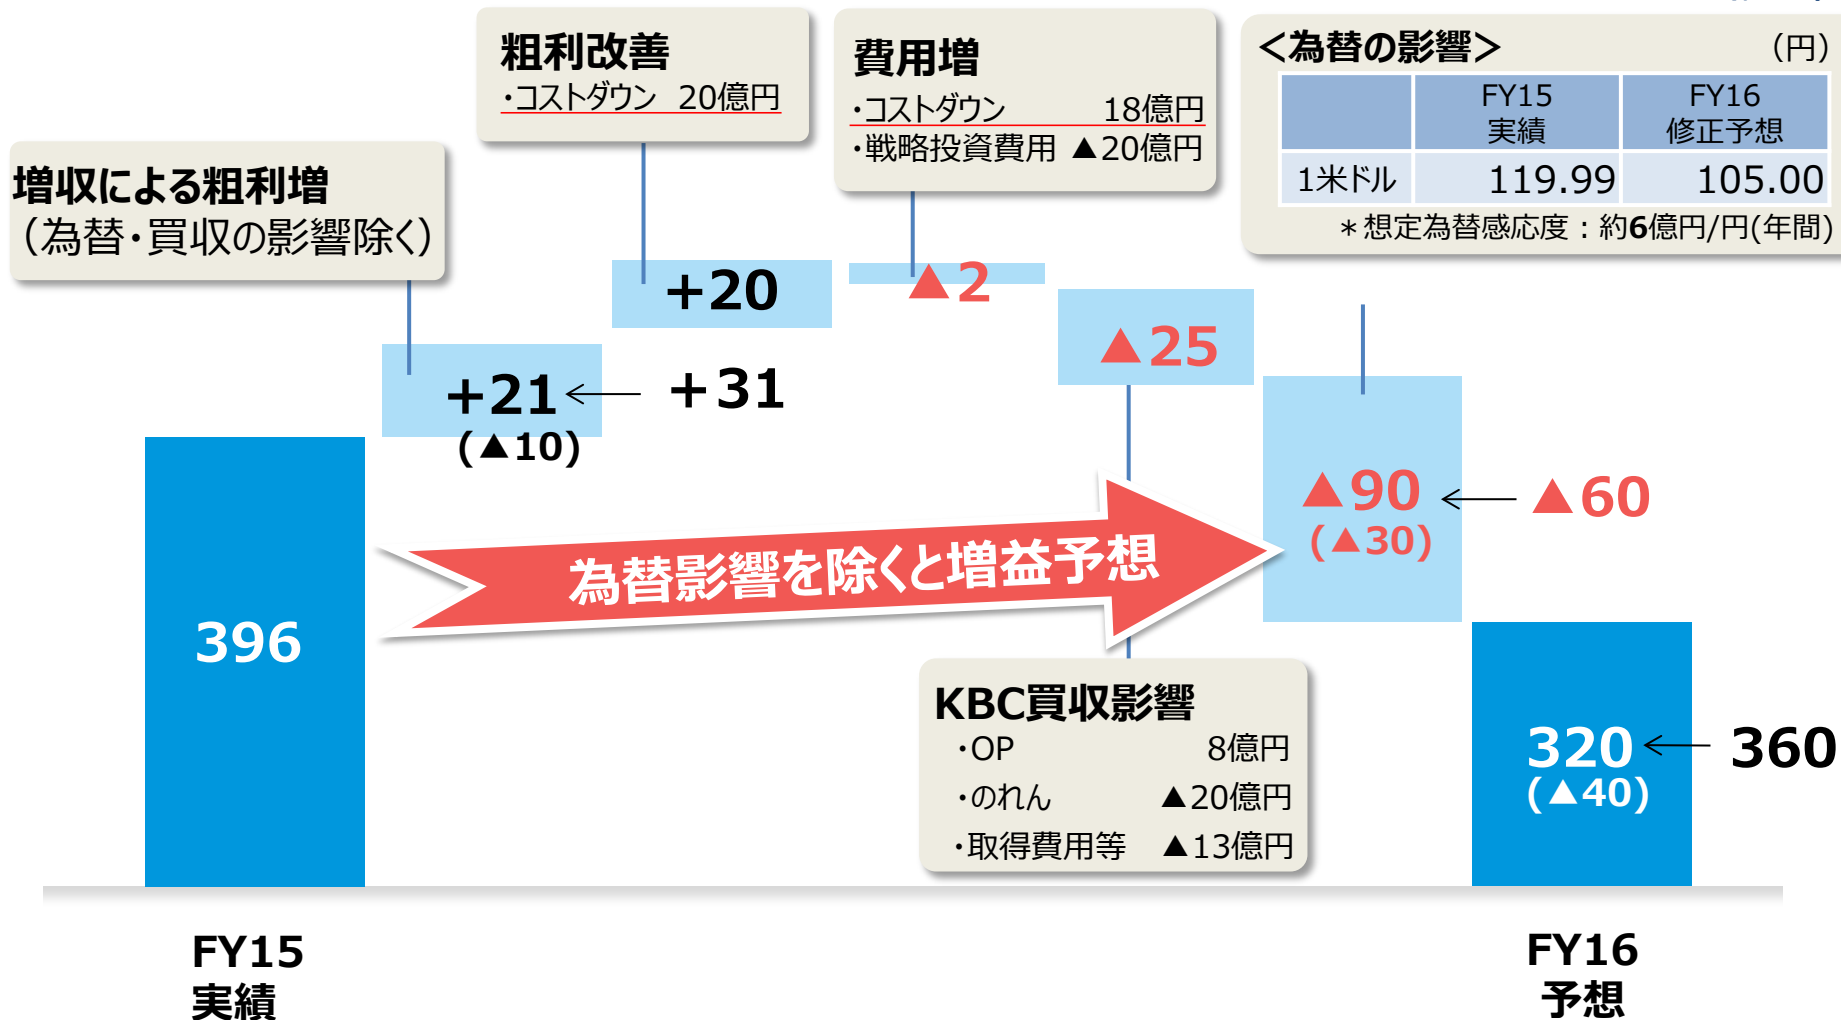 粗利改善
・コストダウン 20億円
費用増
・コストダウン 18億円
・戦略投資費用 ▲20億円
＜為替の影響＞ (円)
FY15 実績 FY16 修正予想
1米ドル 119.99 105.00
＊想定為替感応度：約6億円/円(年間)
増収による粗利増
（為替・買収の影響除く）
+20
▲2
▲25
+21 ← +31
(▲10)
▲90 ← ▲60
(▲30)
為替影響を除くと増益予想
396
KBC買収影響
・OP 8億円
・のれん ▲20億円
・取得費用等 ▲13億円
320 ← 360
(▲40)
FY15
実績
FY16
予想